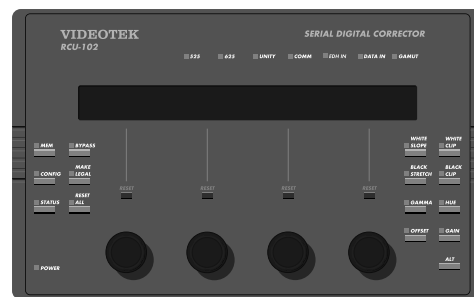 VIDEOTEK
RCU-102
SERIAL DIGITAL CORRECTOR
525 625 UNITY COMM EDH IN DATA IN GAMUT
MEM BYPASS
WHITE SLOPE WHITE CLIP
CONFIG MAKE LEGAL
BLACK STRETCH BLACK CLIP
RESET RESET RESET RESET
STATUS RESET ALL
GAMMA HUE
OFFSET GAIN
POWER
ALT